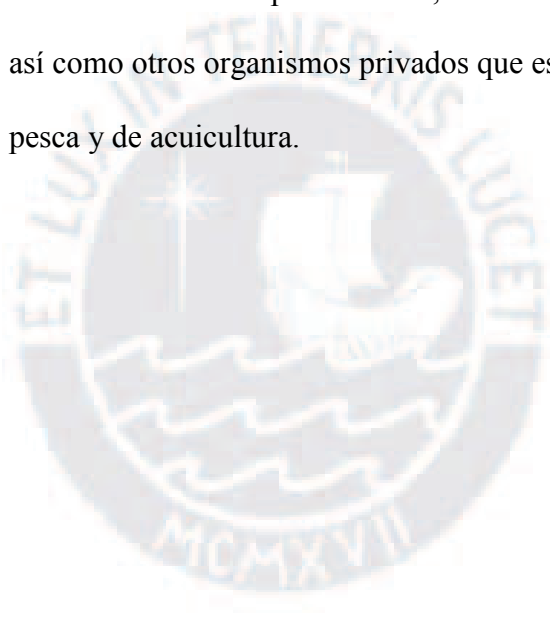 así como otros organismos privados que es
pesca y de acuicultura.
ET LUX IN TENEBRIS LUCET
MCMXVII